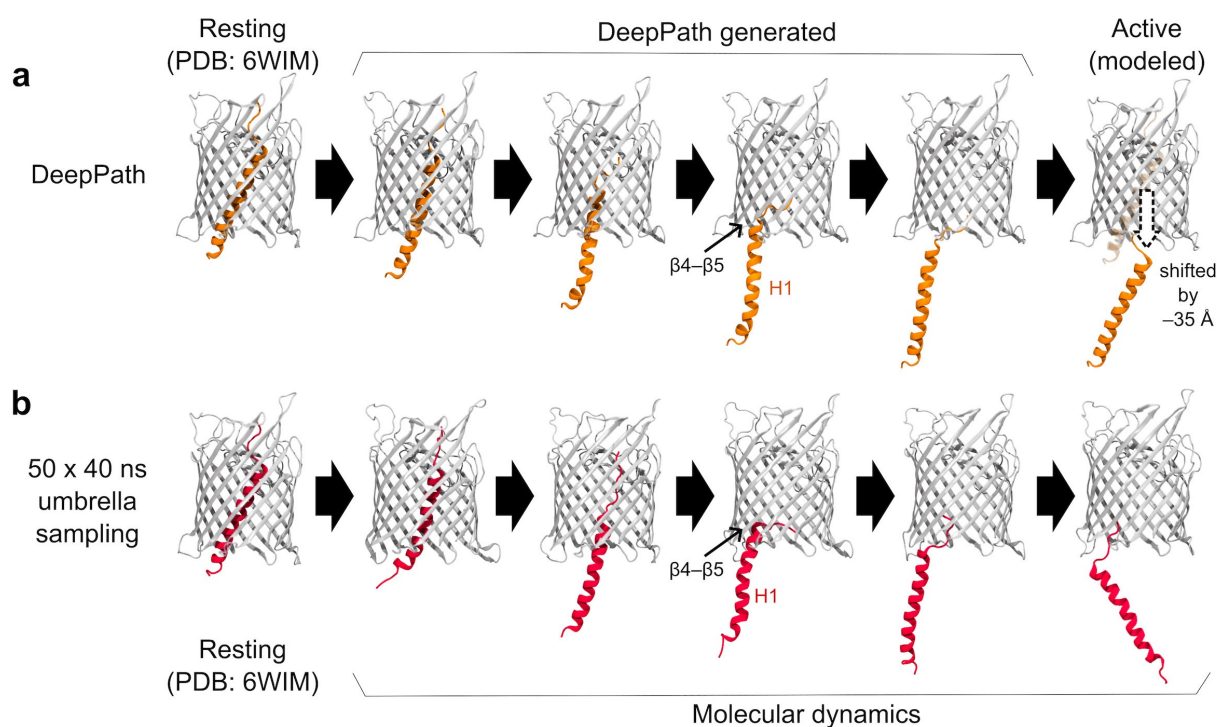 Resting
(PDB: 6WIM)
DeepPath generated
Active
(modeled)
a
DeepPath
β4–β5
H1
shifted
by
–35 Å
b
50 x 40 ns
umbrella
sampling
β4–β5
H1
Resting
(PDB: 6WIM)
Molecular dynamics